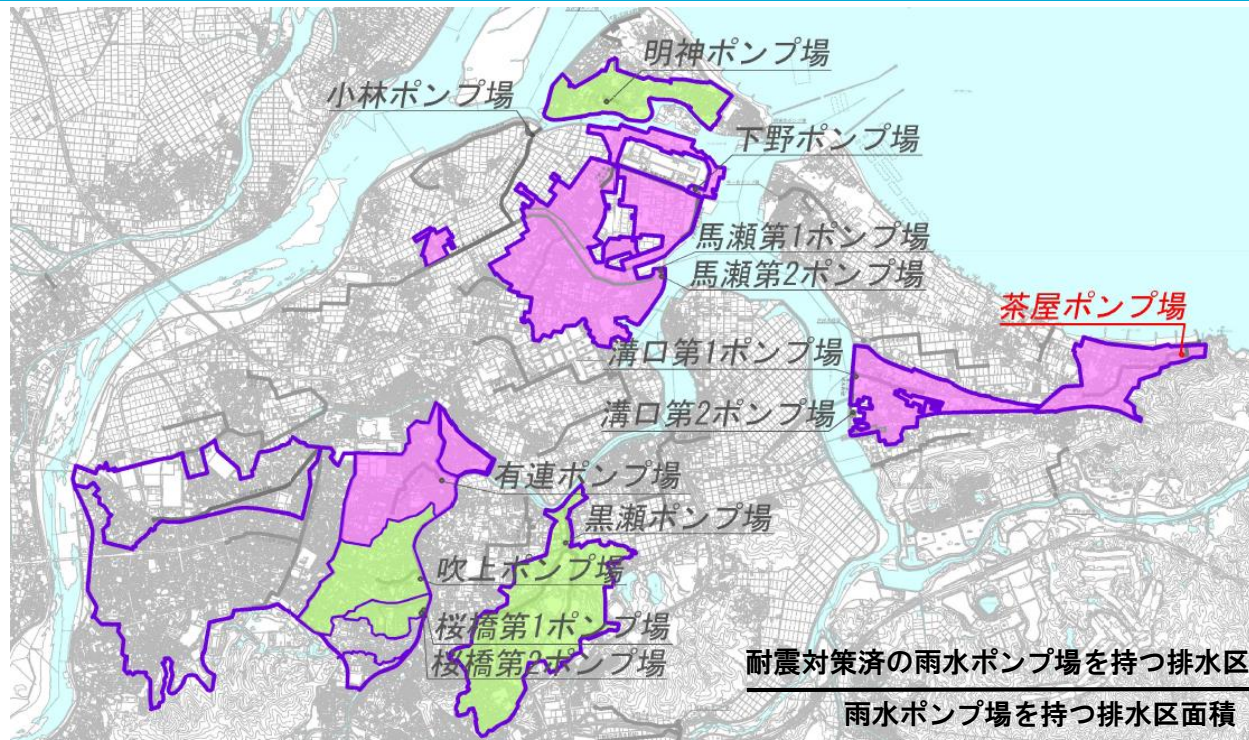 明神ポンプ場
小林ポンプ場
下野ポンプ場
馬瀬第1ポンプ場
馬瀬第2ポンプ場
茶屋ポンプ場
溝口第1ポンプ場
溝口第2ポンプ場
有連ポンプ場
黒瀬ポンプ場
吹上ポンプ場
桜橋第1ポンプ場
桜橋第2ポンプ場
耐震対策済の雨水ポンプ場を持つ排水区
雨水ポンプ場を持つ排水区面積